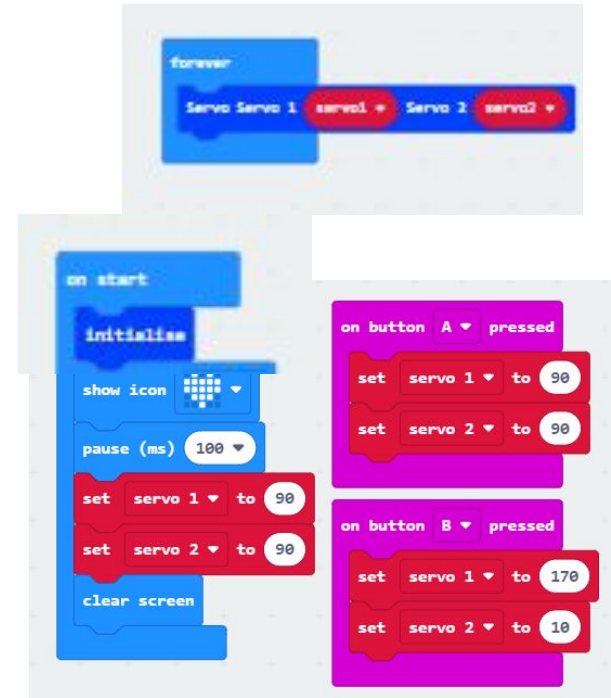 forever
Servo Servo 1 servo1 Servo 2 servo2
on start
initialise
show icon
pause (ms) 100
set servo 1 to 90
set servo 2 to 90
clear screen
on button A pressed
set servo 1 to 90
set servo 2 to 90
on button B pressed
set servo 1 to 170
set servo 2 to 10